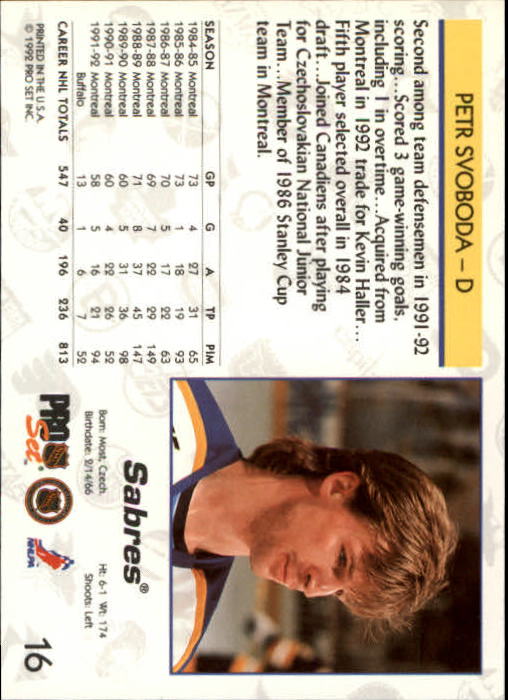 PETR SVOBODA – D
Second among team defensemen in 1991-92
scoring...Scored 3 game-winning goals,
including 1 in overtime...Acquired from
Montreal in 1992 trade for Kevin Haller...
Fifth player selected overall in 1984
draft...Joined Canadiens after playing
for Czechoslovakian National Junior
Team...Member of 1986 Stanley Cup
team in Montreal.
SEASON GP G A TP PIM
1984-85 Montreal 73 4 27 31 65
1985-86 Montreal 73 1 18 19 93
1986-87 Montreal 70 5 17 22 63
1987-88 Montreal 69 7 22 29 149
1988-89 Montreal 71 8 37 45 147
1989-90 Montreal 60 5 31 36 98
1990-91 Montreal 60 4 22 26 52
1991-92 Montreal 58 5 16 21 94
Buffalo 13 1 6 7 52
CAREER NHL TOTALS 547 40 196 236 813
PRINTED IN THE U.S.A.
© 1992 PRO SET INC.
Sabres®
Born: Most, Czech. Ht: 6-1 Wt: 174
Birthdate: 2/14/66 Shoots: Left
PRO Set
NHLPA
16